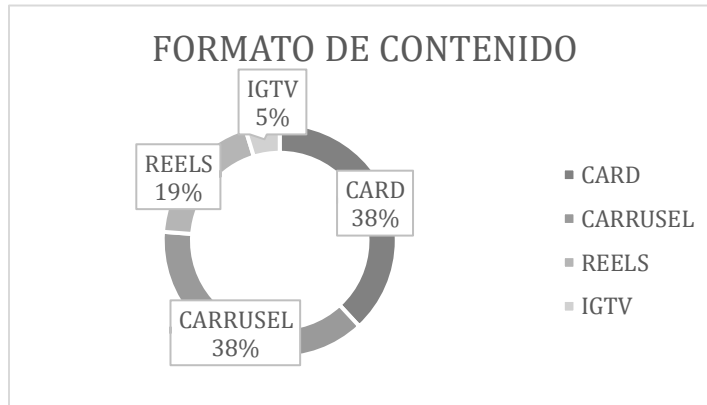 FORMATO DE CONTENIDO
IGTV
5%
REELS
19%
CARD
38%
CARRUSEL
38%
CARD
CARRUSEL
REELS
IGTV